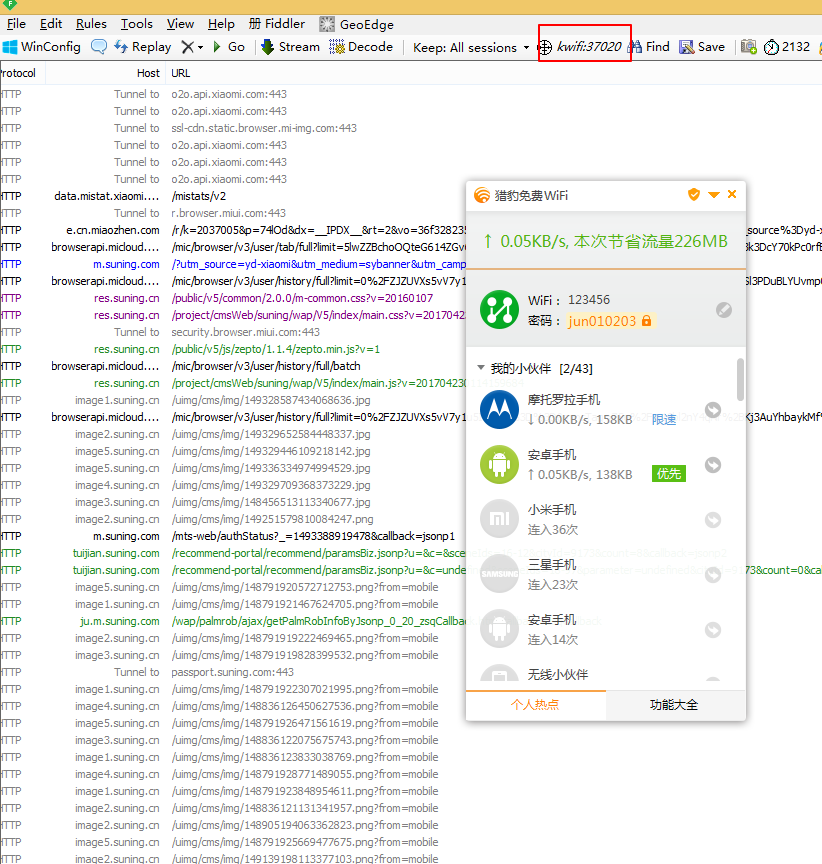 File Edit Rules Tools View Help 册 Fiddler GeoEdge
WinConfig Replay Go Stream Decode Keep: All sessions kwifi:37020 Find Save 2132
Protocol Host URL
HTTP Tunnel to o2o.api.xiaomi.com:443
HTTP Tunnel to o2o.api.xiaomi.com:443
HTTP Tunnel to ssl-cdn.static.browser.mi-img.com:443
HTTP Tunnel to o2o.api.xiaomi.com:443
HTTP Tunnel to o2o.api.xiaomi.com:443
HTTP Tunnel to o2o.api.xiaomi.com:443
HTTP data.mistat.xiaomi.... /mistats/v2
HTTP Tunnel to r.browser.miui.com:443
HTTP e.cn.miaozhen.com /r/k=2037005&p=74lOd&dx=__IPDX__&rt=2&vo=36f328235
HTTP browserapi.micloud.... /mic/browser/v3/user/tab/full?limit=
HTTP m.suning.com /?utm_source=yd-xiaomi&utm_medium=sybanner&utm_camp
HTTP browserapi.micloud.... /mic/browser/v3/user/history/full?limit=0%2FZJZUVXs5vV7y1
HTTP res.suning.cn /public/v5/common/2.0.0/m-common.css?v=20160107
HTTP res.suning.cn /project/cmsWeb/suning/wap/V5/index/main.css?v=20170423
HTTP Tunnel to security.browser.miui.com:443
HTTP res.suning.cn /public/v5/js/zepto/1.1.4/zepto.min.js?v=1
HTTP browserapi.micloud.... /mic/browser/v3/user/history/full/batch
HTTP res.suning.cn /project/cmsWeb/suning/wap/V5/index/main.js?v=201704230
HTTP image1.suning.cn /uimg/cms/img/149328587434068636.jpg
HTTP browserapi.micloud.... /mic/browser/v3/user/history/full?limit=0%2FZJZUVXs5vV7y1
HTTP image2.suning.cn /uimg/cms/img/149329652584448337.jpg
HTTP image5.suning.cn /uimg/cms/img/149329446109218142.jpg
HTTP image5.suning.cn /uimg/cms/img/149336334974994529.jpg
HTTP image4.suning.cn /uimg/cms/img/149329709368373229.jpg
HTTP image3.suning.cn /uimg/cms/img/148456513113340677.jpg
HTTP image2.suning.cn /uimg/cms/img/149251579810084247.png
HTTP m.suning.com /mts-web/authStatus?_=1493388919478&callback=jsonp1
HTTP tuijian.suning.com /recommend-portal/recommend/paramsBiz.jsonp?u=&c=&sce
HTTP tuijian.suning.com /recommend-portal/recommend/paramsBiz.jsonp?u=&c=unde
HTTP image5.suning.cn /uimg/cms/img/148791920572712753.png?from=mobile
HTTP image1.suning.cn /uimg/cms/img/148791921467624705.png?from=mobile
HTTP ju.m.suning.com /wap/palmrob/ajax/getPalmRobInfoByJsonp_0_20_zsqCallba
HTTP image2.suning.cn /uimg/cms/img/148791919222469465.png?from=mobile
HTTP image3.suning.cn /uimg/cms/img/148791919828399532.png?from=mobile
HTTP Tunnel to passport.suning.com:443
HTTP image1.suning.cn /uimg/cms/img/148791922307021995.png?from=mobile
HTTP image4.suning.cn /uimg/cms/img/148836126450627536.png?from=mobile
HTTP image5.suning.cn /uimg/cms/img/148791926471561619.png?from=mobile
HTTP image3.suning.cn /uimg/cms/img/148836122075675743.png?from=mobile
HTTP image1.suning.cn /uimg/cms/img/148836123833038769.png?from=mobile
HTTP image4.suning.cn /uimg/cms/img/148791928771489055.png?from=mobile
HTTP image1.suning.cn /uimg/cms/img/148791923848954611.png?from=mobile
HTTP image2.suning.cn /uimg/cms/img/148836121131341957.png?from=mobile
HTTP image2.suning.cn /uimg/cms/img/148905194063362823.png?from=mobile
HTTP image5.suning.cn /uimg/cms/img/148791925669477675.png?from=mobile
HTTP image2.suning.cn /uimg/cms/img/149139198113377103.png?from=mobile
猎豹免费WiFi
↑ 0.05KB/s, 本次节省流量226MB
WiFi： 123456
密码： jun010203
我的小伙伴 [2/43]
摩托罗拉手机
↓ 0.00KB/s, 158KB 限速
安卓手机
↑ 0.05KB/s, 138KB 优先
小米手机
连入36次
SAMSUNG 三星手机
连入23次
安卓手机
连入14次
无线小伙伴
个人热点 功能大全